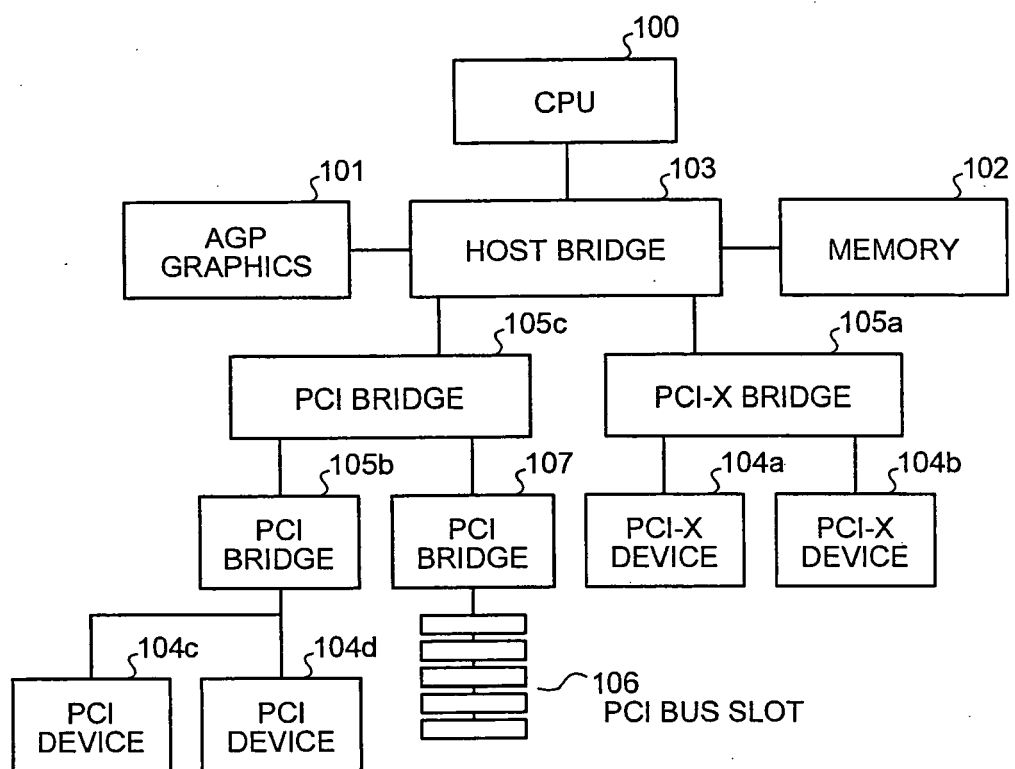 100
CPU
101
103
102
AGP
GRAPHICS
HOST BRIDGE
MEMORY
105c
105a
PCI BRIDGE
PCI-X BRIDGE
105b
107
104a
104b
PCI
BRIDGE
PCI
BRIDGE
PCI-X
DEVICE
PCI-X
DEVICE
104c
104d
106
PCI BUS SLOT
PCI
DEVICE
PCI
DEVICE